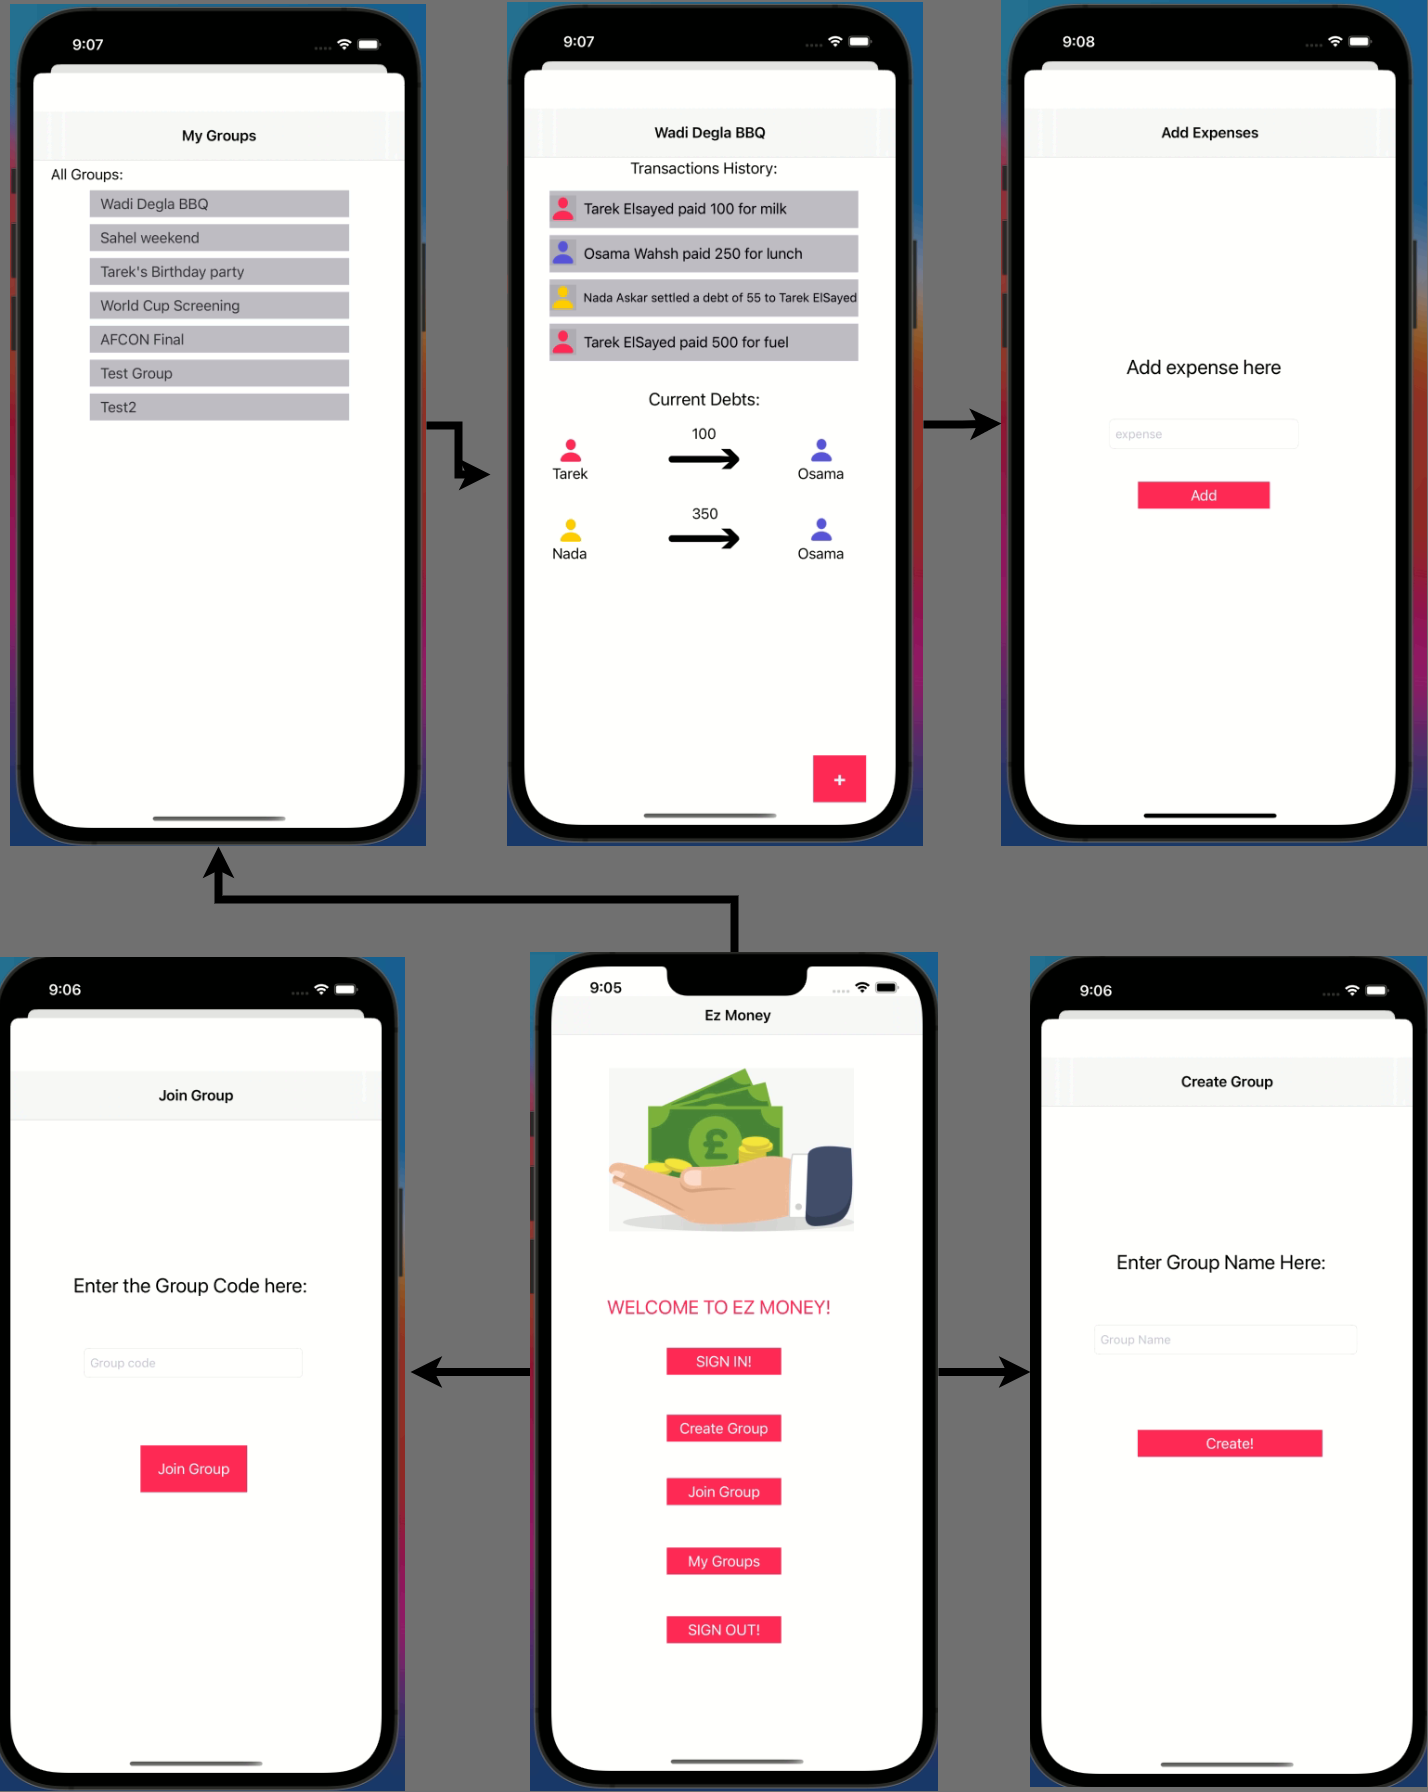 9:07
My Groups
All Groups:
Wadi Degla BBQ
Sahel weekend
Tarek's Birthday party
World Cup Screening
AFCON Final
Test Group
Test2
9:07
Wadi Degla BBQ
Transactions History:
Tarek Elsayed paid 100 for milk
Osama Wahsh paid 250 for lunch
Nada Askar settled a debt of 55 to Tarek ElSayed
Tarek ElSayed paid 500 for fuel
Current Debts:
100
Tarek Osama
350
Nada Osama
+
9:08
Add Expenses
Add expense here
expense
Add
9:06
Join Group
Enter the Group Code here:
Group code
Join Group
9:05
Ez Money
£
WELCOME TO EZ MONEY!
SIGN IN!
Create Group
Join Group
My Groups
SIGN OUT!
9:06
Create Group
Enter Group Name Here:
Group Name
Create!